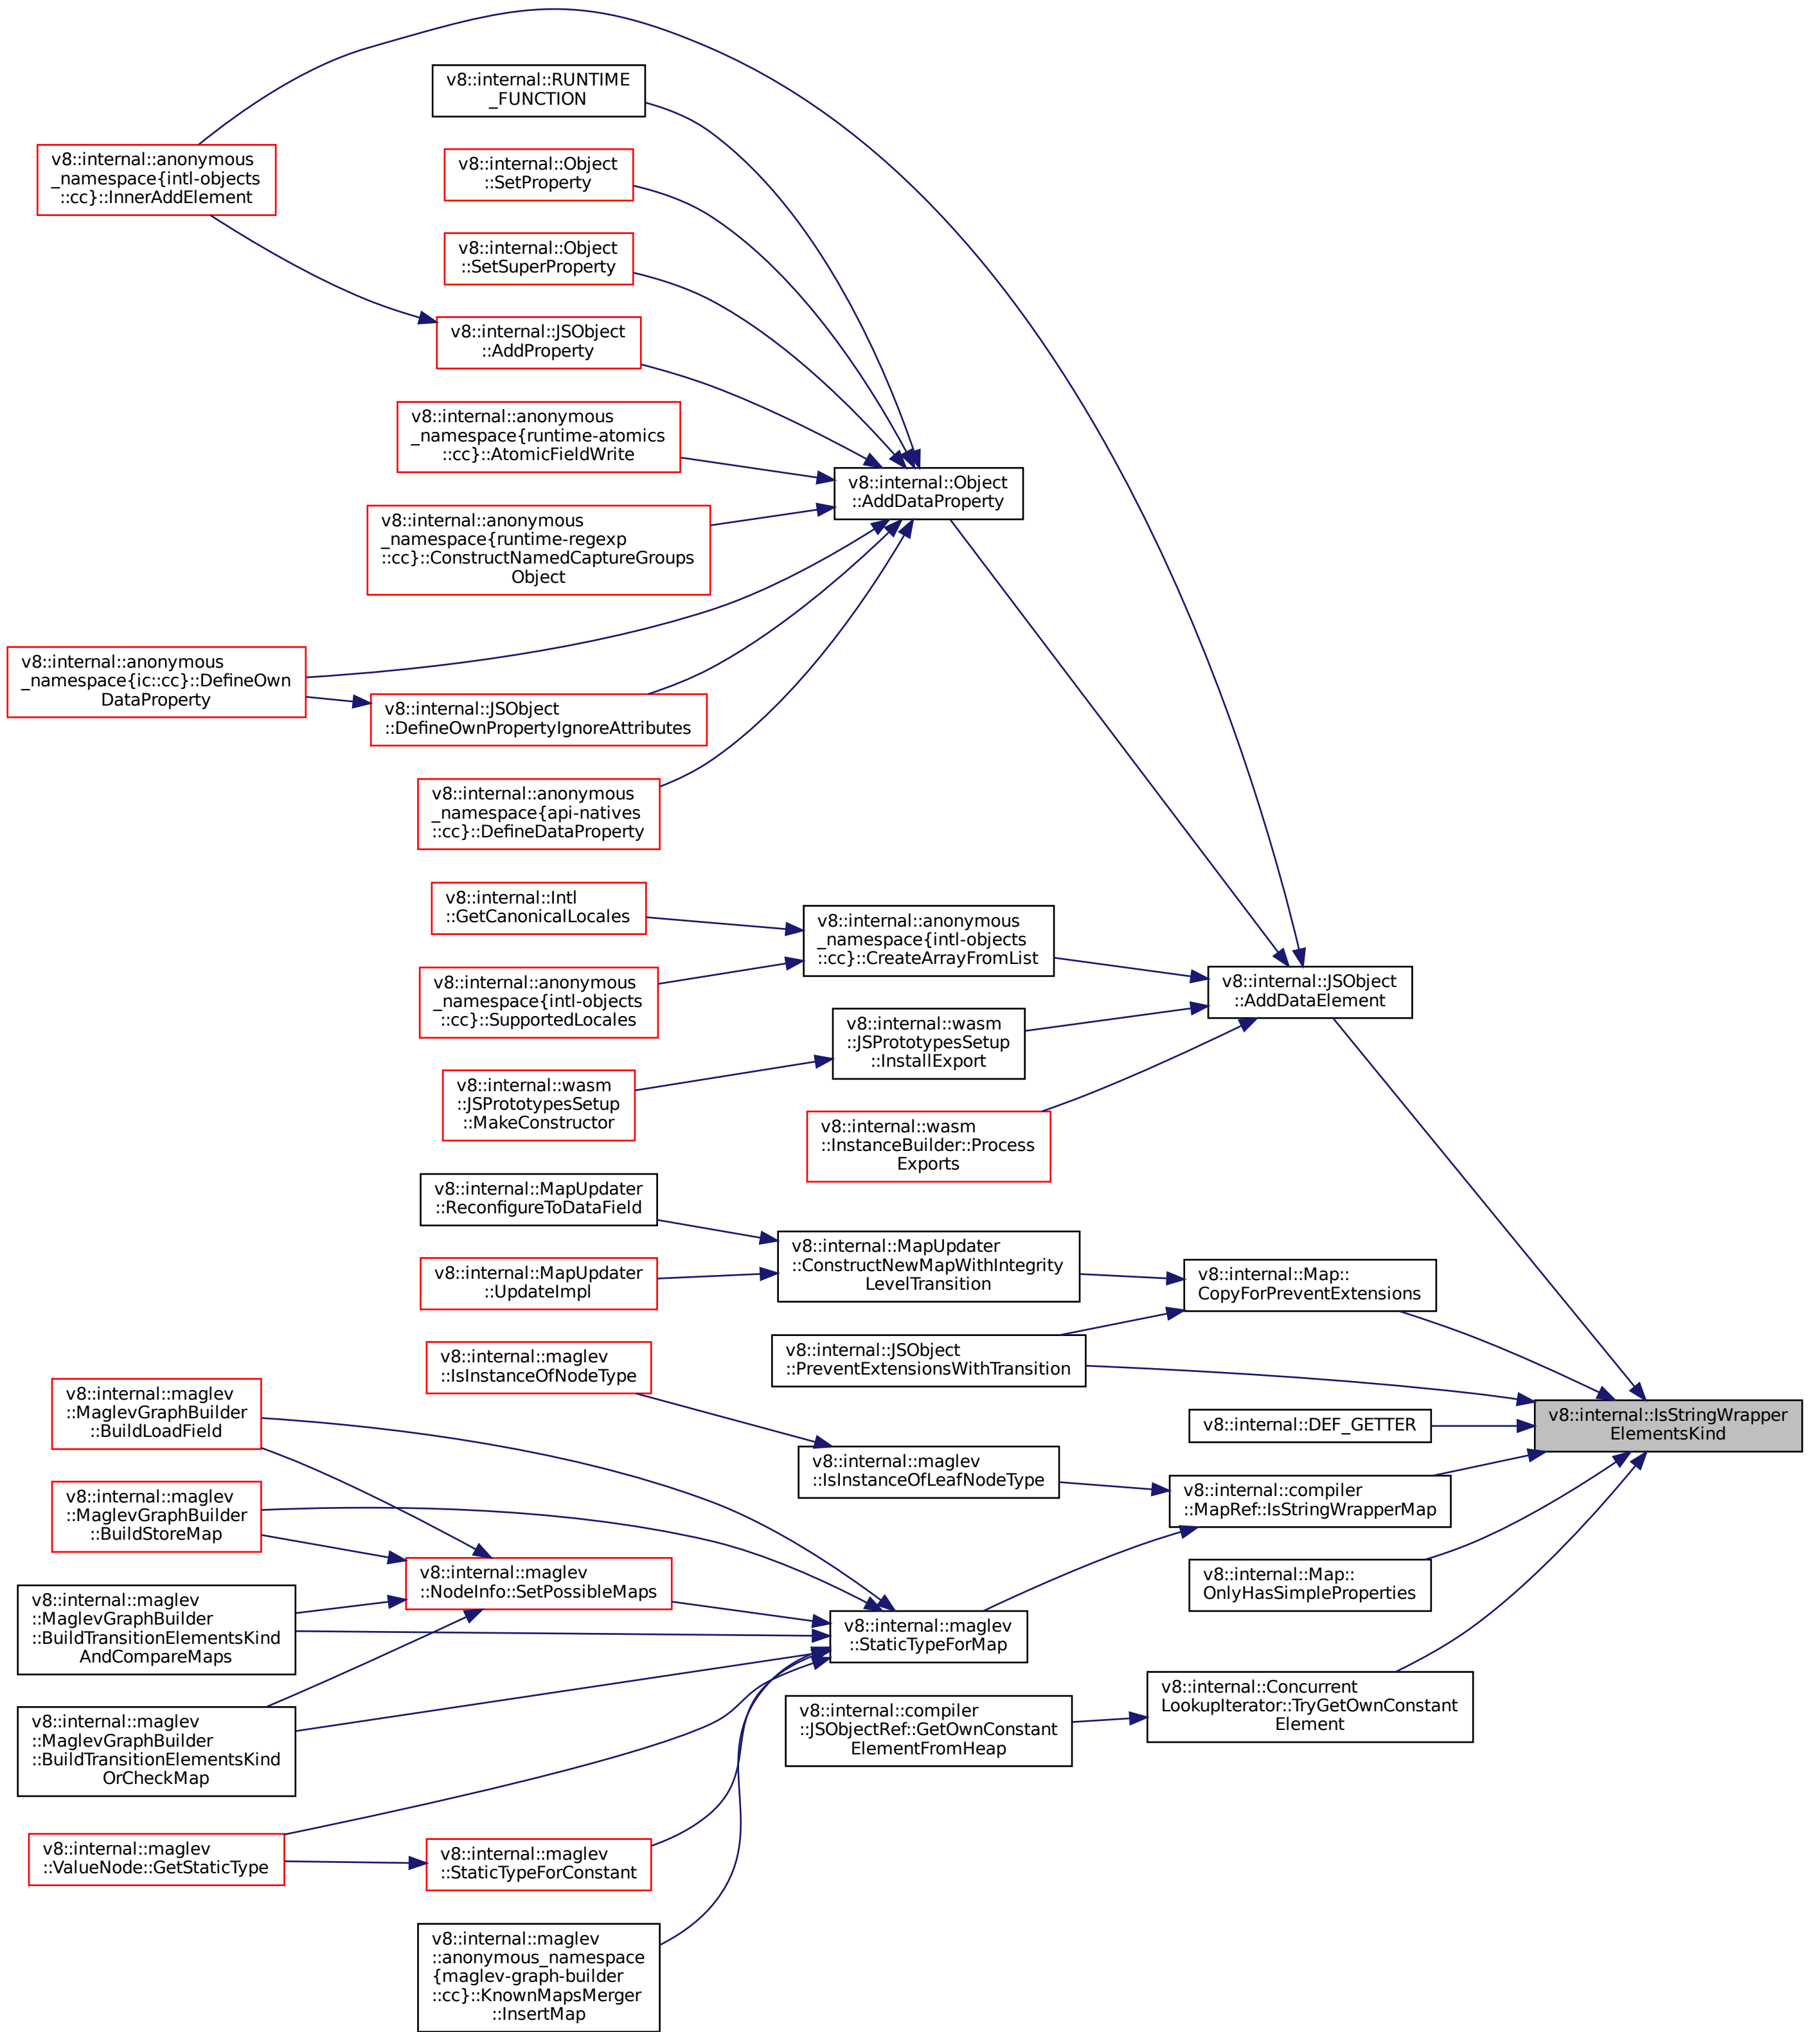 v8::internal::RUNTIME
_FUNCTION
v8::internal::anonymous
_namespace{intl-objects
::cc}::InnerAddElement
v8::internal::Object
::SetProperty
v8::internal::Object
::SetSuperProperty
v8::internal::JSObject
::AddProperty
v8::internal::anonymous
_namespace{runtime-atomics
::cc}::AtomicFieldWrite
v8::internal::Object
::AddDataProperty
v8::internal::anonymous
_namespace{runtime-regexp
::cc}::ConstructNamedCaptureGroups
Object
v8::internal::anonymous
_namespace{ic::cc}::DefineOwn
DataProperty
v8::internal::JSObject
::DefineOwnPropertyIgnoreAttributes
v8::internal::anonymous
_namespace{api-natives
::cc}::DefineDataProperty
v8::internal::Intl
::GetCanonicalLocales
v8::internal::anonymous
_namespace{intl-objects
::cc}::CreateArrayFromList
v8::internal::anonymous
_namespace{intl-objects
::cc}::SupportedLocales
v8::internal::JSObject
::AddDataElement
v8::internal::wasm
::JSPrototypesSetup
::InstallExport
v8::internal::wasm
::JSPrototypesSetup
::MakeConstructor
v8::internal::wasm
::InstanceBuilder::Process
Exports
v8::internal::MapUpdater
::ReconfigureToDataField
v8::internal::MapUpdater
::ConstructNewMapWithIntegrity
LevelTransition
v8::internal::MapUpdater
::UpdateImpl
v8::internal::Map::
CopyForPreventExtensions
v8::internal::JSObject
::PreventExtensionsWithTransition
v8::internal::maglev
::IsInstanceOfNodeType
v8::internal::maglev
::MaglevGraphBuilder
::BuildLoadField
v8::internal::DEF_GETTER
v8::internal::IsStringWrapper
ElementsKind
v8::internal::maglev
::IsInstanceOfLeafNodeType
v8::internal::compiler
::MapRef::IsStringWrapperMap
v8::internal::maglev
::MaglevGraphBuilder
::BuildStoreMap
v8::internal::maglev
::NodeInfo::SetPossibleMaps
v8::internal::Map::
OnlyHasSimpleProperties
v8::internal::maglev
::MaglevGraphBuilder
::BuildTransitionElementsKind
AndCompareMaps
v8::internal::maglev
::StaticTypeForMap
v8::internal::Concurrent
LookupIterator::TryGetOwnConstant
Element
v8::internal::compiler
::JSObjectRef::GetOwnConstant
ElementFromHeap
v8::internal::maglev
::MaglevGraphBuilder
::BuildTransitionElementsKind
OrCheckMap
v8::internal::maglev
::ValueNode::GetStaticType
v8::internal::maglev
::StaticTypeForConstant
v8::internal::maglev
::anonymous_namespace
{maglev-graph-builder
::cc}::KnownMapsMerger
::InsertMap